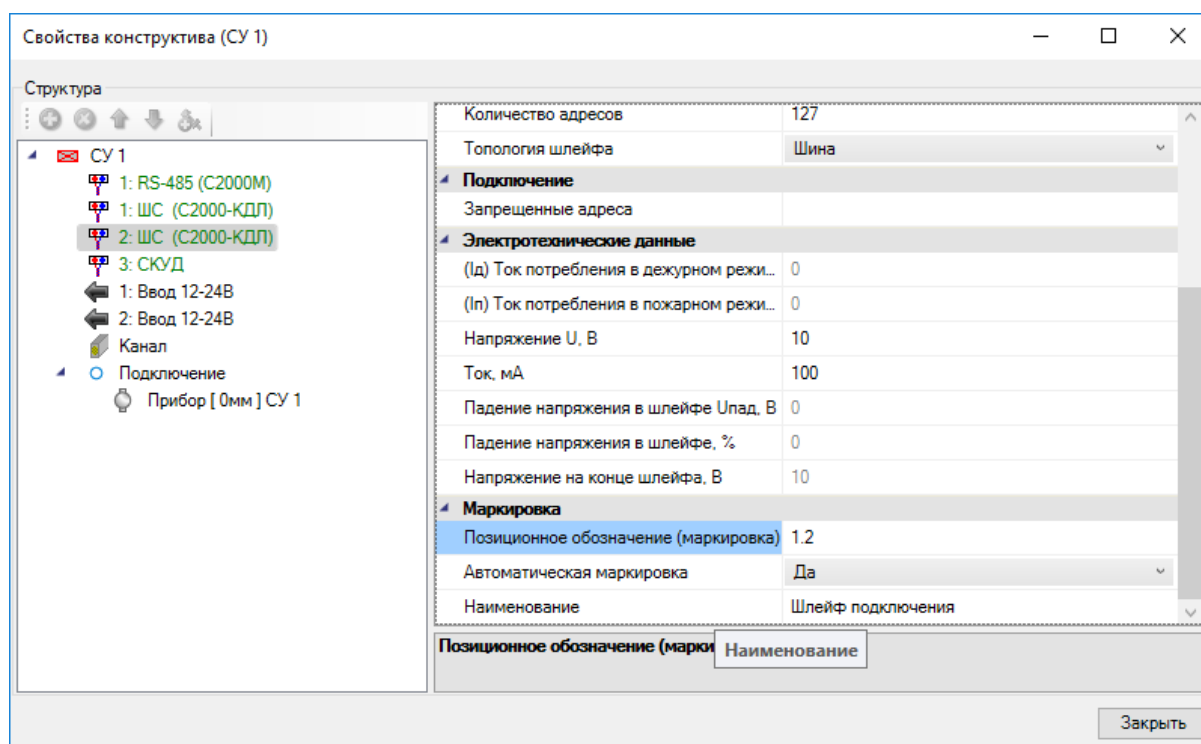 Свойства конструктива (СУ 1)
Структура
СУ 1
1: RS-485 (С2000М)
1: ШС (С2000-КДЛ)
2: ШС (С2000-КДЛ)
3: СКУД
1: Ввод 12-24В
2: Ввод 12-24В
Канал
Подключение
Прибор [ 0мм ] СУ 1
Количество адресов 127
Топология шлейфа Шина
Подключение
Запрещенные адреса
Электротехнические данные
(Iд) Ток потребления в дежурном режи... 0
(Iп) Ток потребления в пожарном режи... 0
Напряжение U, В 10
Ток, мА 100
Падение напряжения в шлейфе Uпад, В 0
Падение напряжения в шлейфе, % 0
Напряжение на конце шлейфа, В 10
Маркировка
Позиционное обозначение (маркировка) 1.2
Автоматическая маркировка Да
Наименование Шлейф подключения
Позиционное обозначение (марки
Наименование
Закрыть